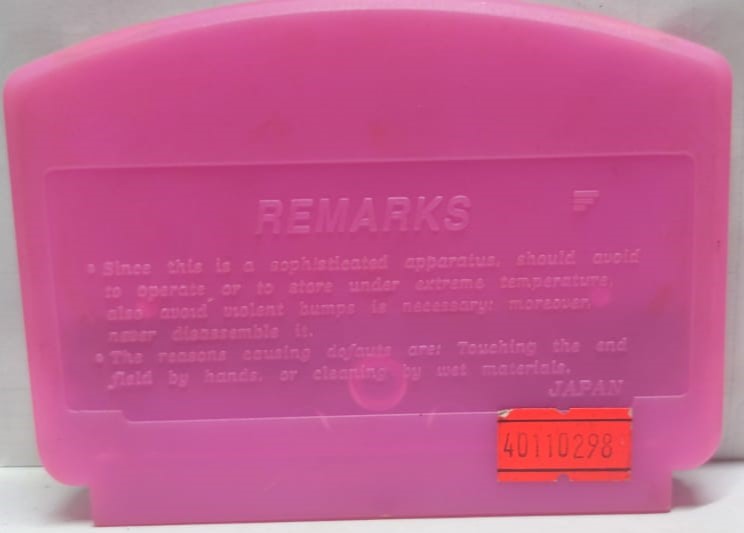 REMARKS
• Since this is a sophisticated apparatus, should avoid
to operate or to store under extreme temperature,
also avoid violent bumps is necessary; moreover,
never disassemble it.
• The reasons causing defauts are: Touching the end
field by hands, or cleaning by wet materials.
JAPAN
40110298